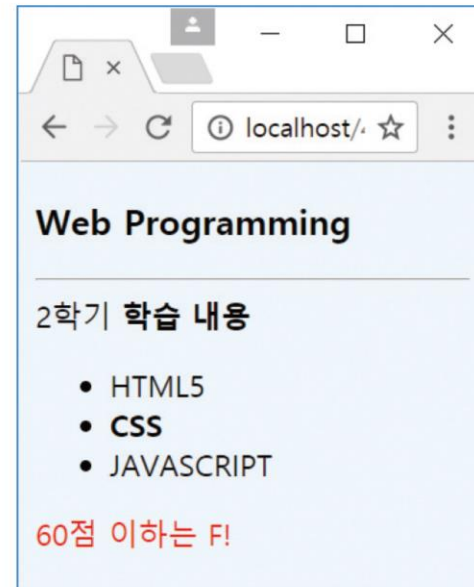 localhost/
Web Programming
2학기 학습 내용
HTML5
CSS
JAVASCRIPT
60점 이하는 F!